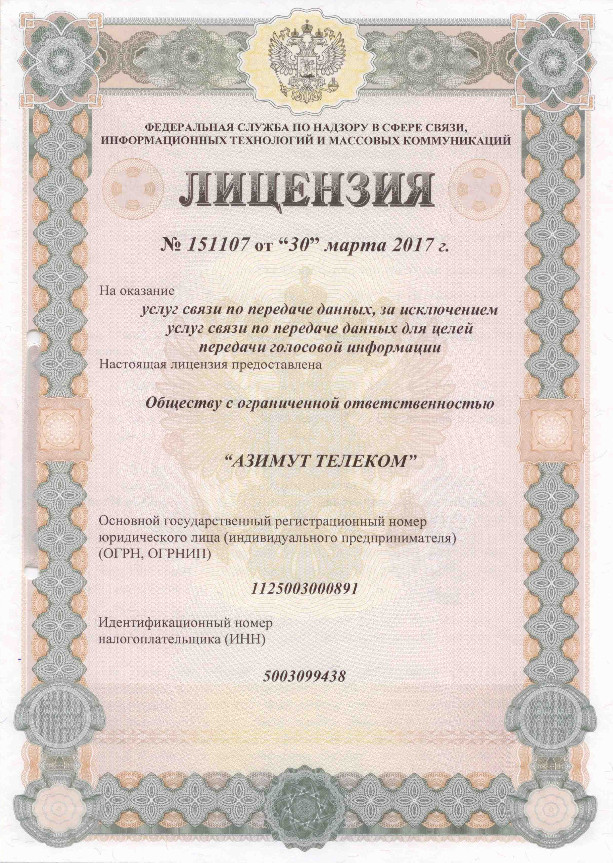 ФЕДЕРАЛЬНАЯ СЛУЖБА ПО НАДЗОРУ В СФЕРЕ СВЯЗИ,
ИНФОРМАЦИОННЫХ ТЕХНОЛОГИЙ И МАССОВЫХ КОММУНИКАЦИЙ
ЛИЦЕНЗИЯ
№ 151107 от “30” марта 2017 г.
На оказание
услуг связи по передаче данных, за исключением
услуг связи по передаче данных для целей
передачи голосовой информации
Настоящая лицензия предоставлена
Обществу с ограниченной ответственностью
“АЗИМУТ ТЕЛЕКОМ”
Основной государственный регистрационный номер
юридического лица (индивидуального предпринимателя)
(ОГРН, ОГРНИП)
1125003000891
Идентификационный номер
налогоплательщика (ИНН)
5003099438